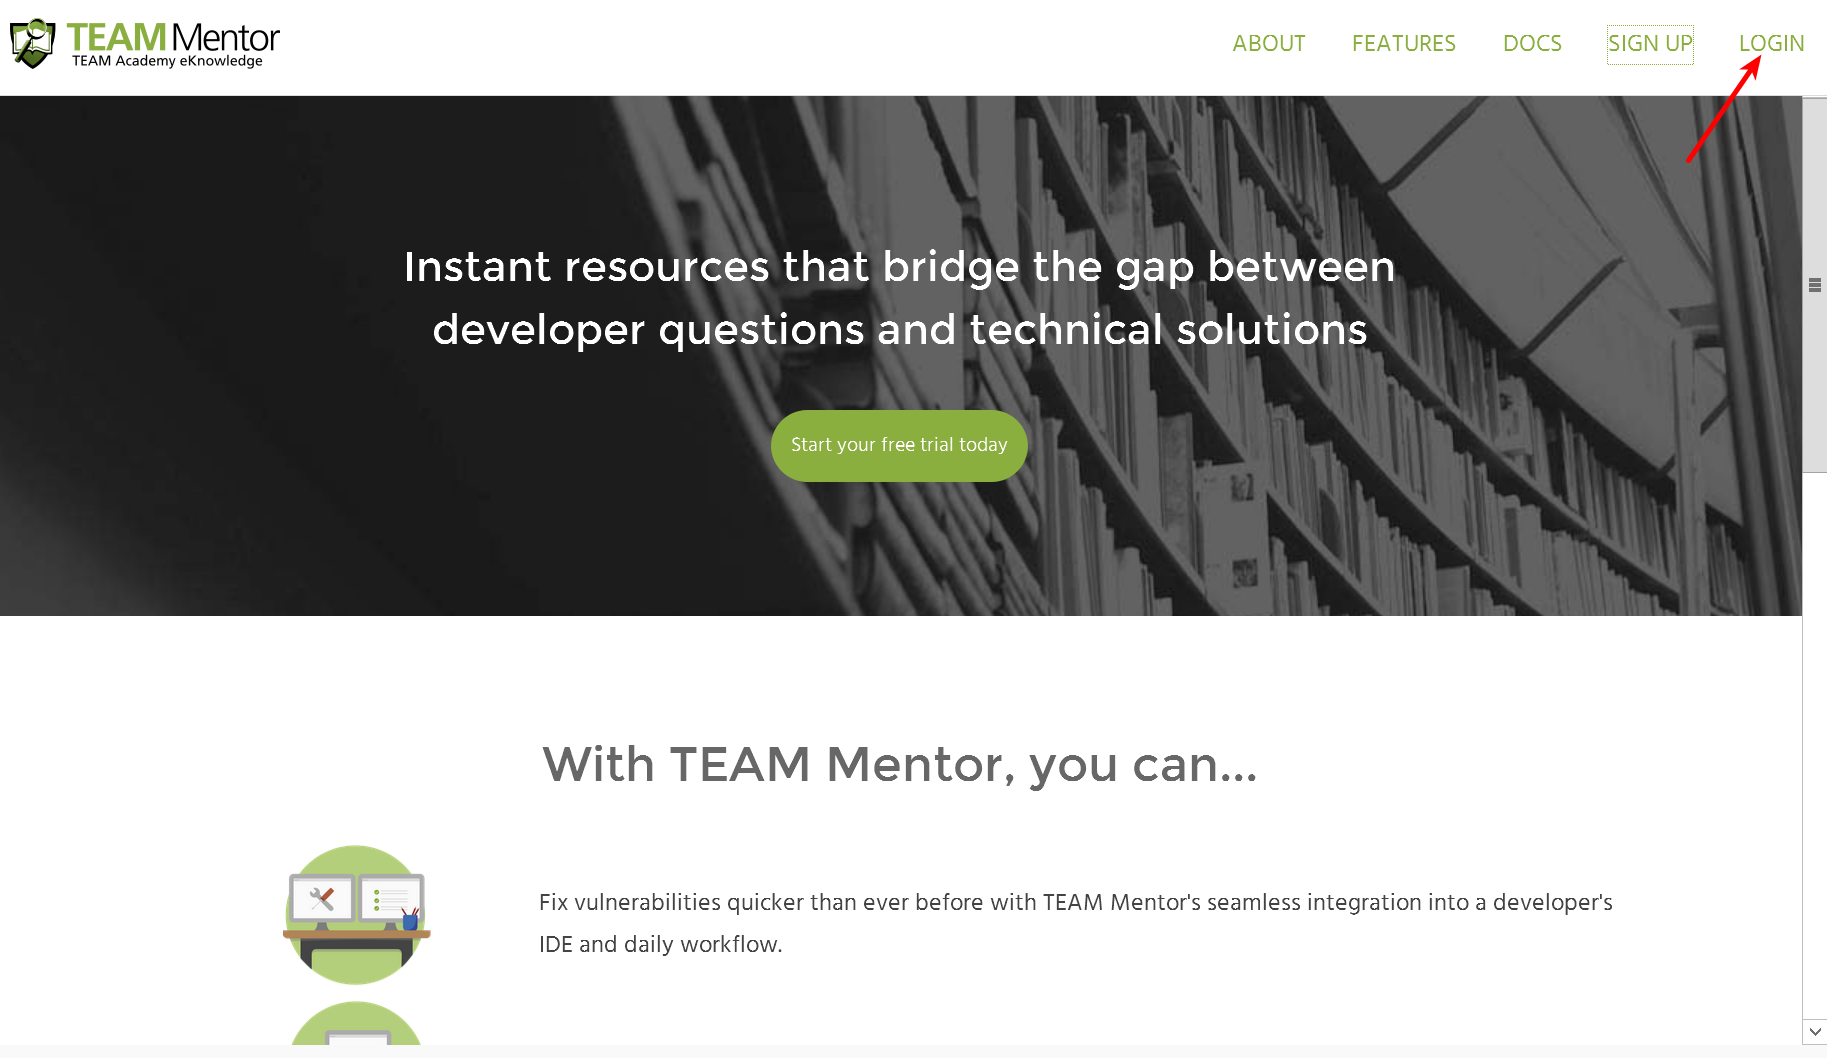 TEAM Mentor
TEAM Academy eKnowledge
ABOUT FEATURES DOCS SIGN UP LOGIN
Instant resources that bridge the gap between
developer questions and technical solutions
Start your free trial today
With TEAM Mentor, you can...
Fix vulnerabilities quicker than ever before with TEAM Mentor's seamless integration into a developer's
IDE and daily workflow.